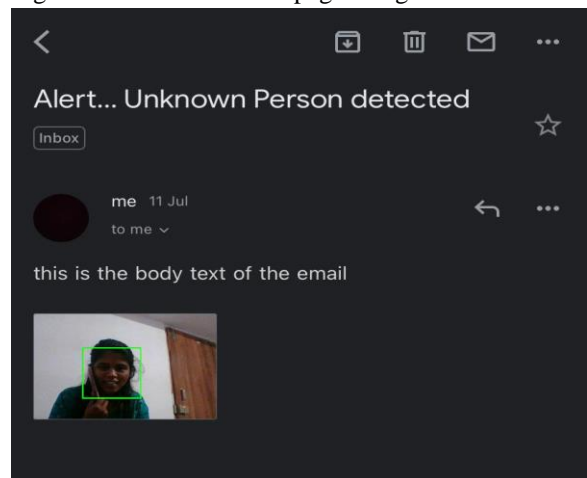 Alert... Unknown Person detected
Inbox
me 11 Jul
to me
this is the body text of the email